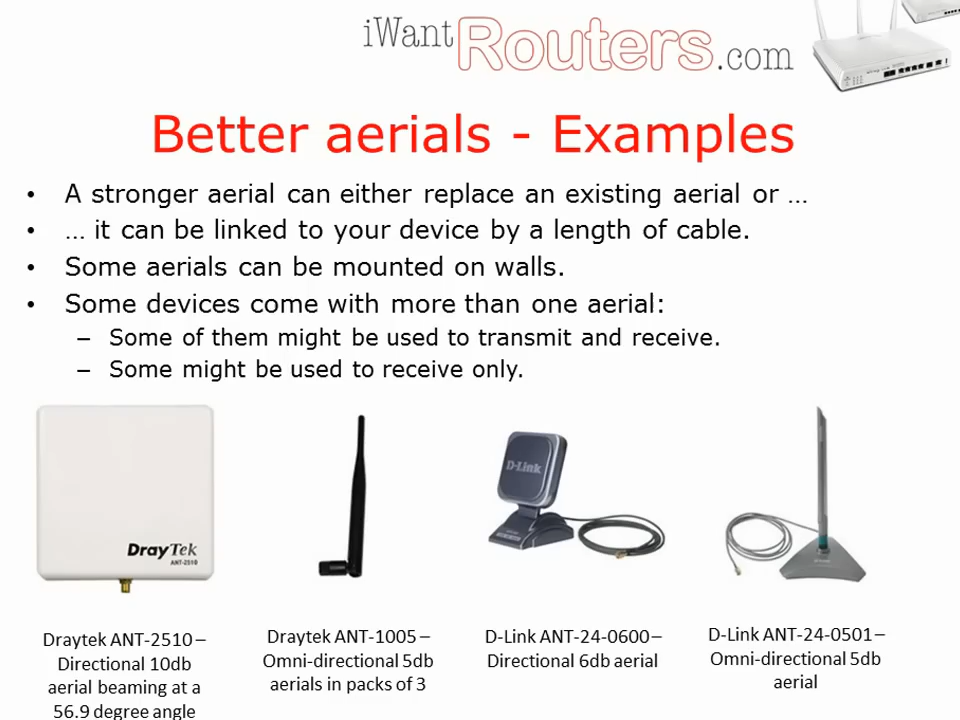 iWantRouters.com
Better aerials - Examples
• A stronger aerial can either replace an existing aerial or …
• … it can be linked to your device by a length of cable.
• Some aerials can be mounted on walls.
• Some devices come with more than one aerial:
– Some of them might be used to transmit and receive.
– Some might be used to receive only.
DrayTek
ANT-2510
D-Link
Draytek ANT-2510 –
Directional 10db
aerial beaming at a
56.9 degree angle
Draytek ANT-1005 –
Omni-directional 5db
aerials in packs of 3
D-Link ANT-24-0600 –
Directional 6db aerial
D-Link ANT-24-0501 –
Omni-directional 5db
aerial